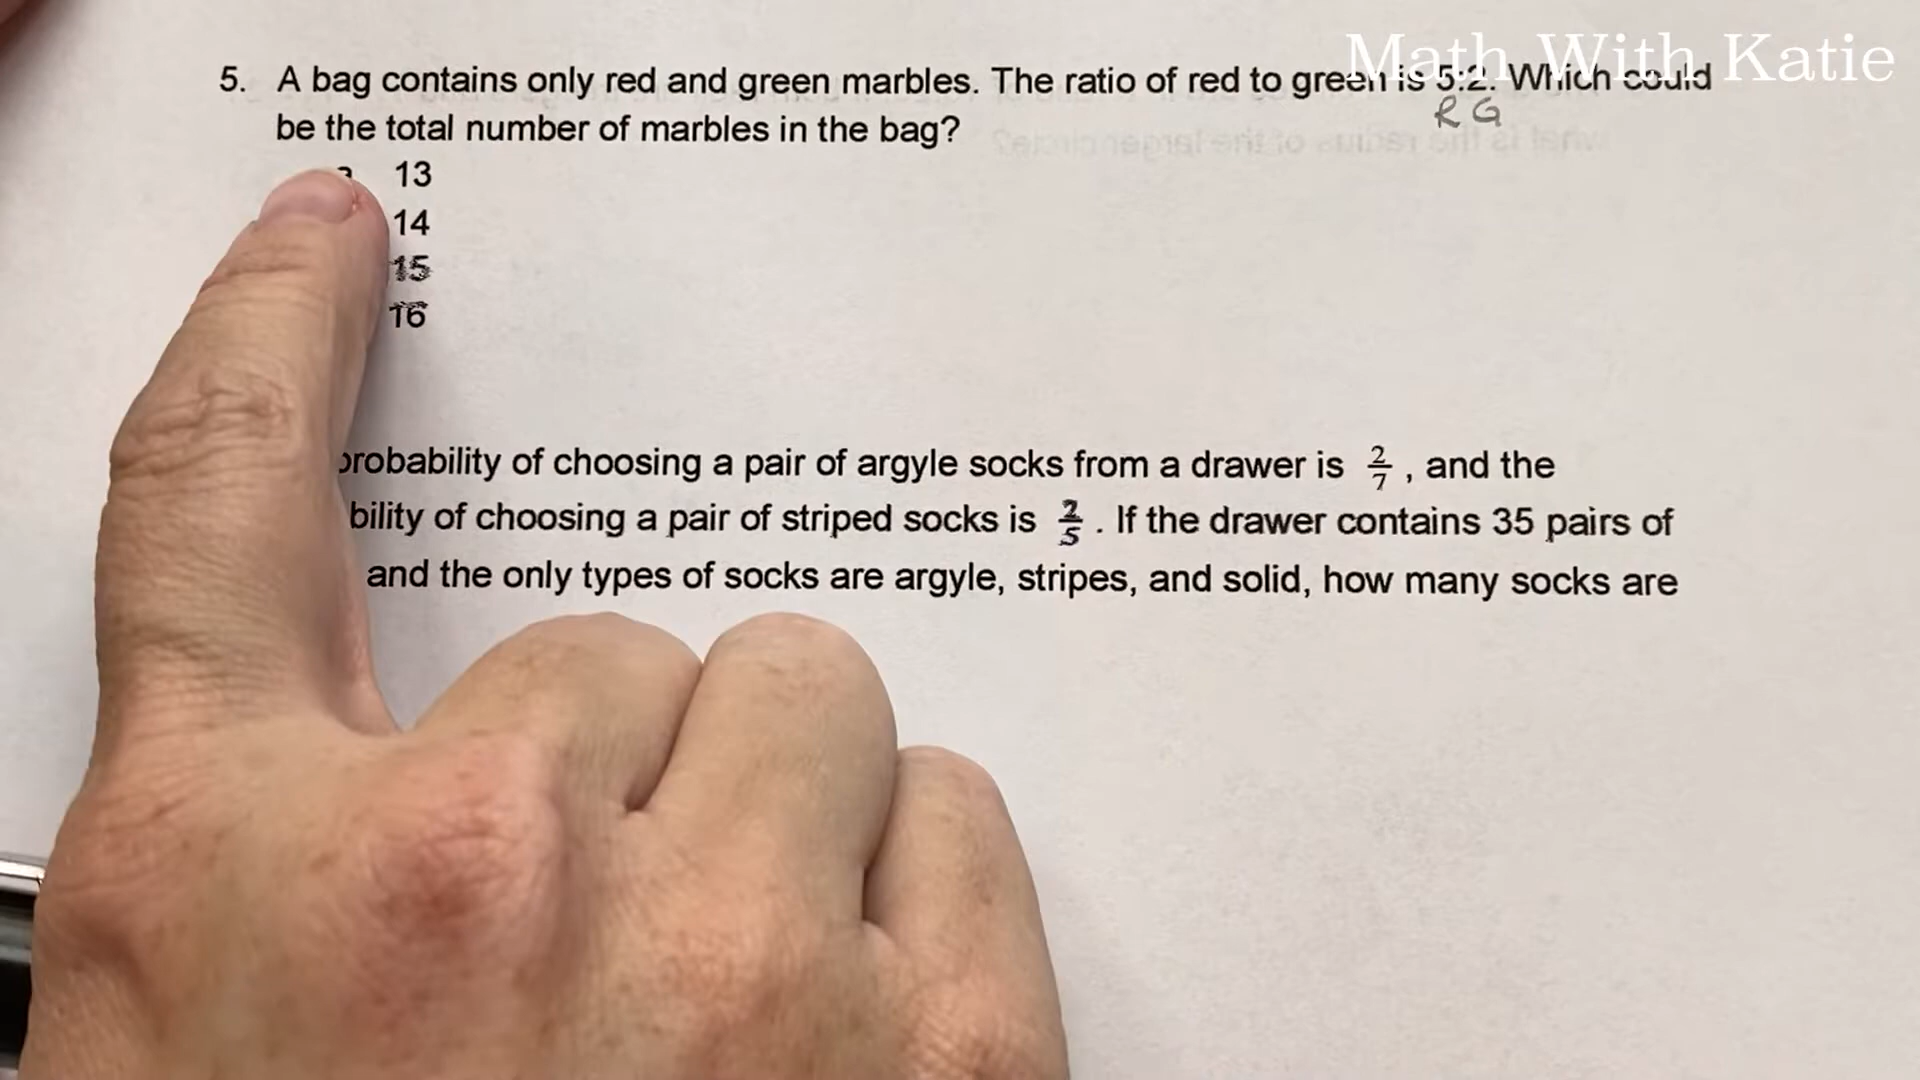 Math With Katie
5. A bag contains only red and green marbles. The ratio of red to green is 5:2. Which could
R G
be the total number of marbles in the bag?
13
14
15
16
probability of choosing a pair of argyle socks from a drawer is 2/7, and the
bility of choosing a pair of striped socks is 2/5. If the drawer contains 35 pairs of
and the only types of socks are argyle, stripes, and solid, how many socks are